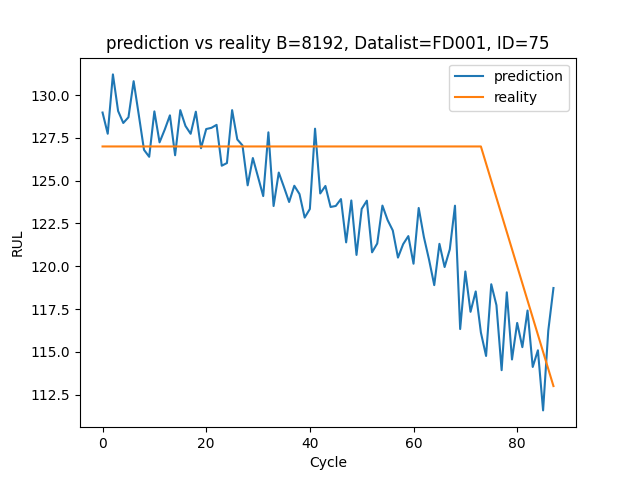 prediction vs reality B=8192, Datalist=FD001, ID=75
prediction
reality
130.0
127.5
125.0
122.5
120.0
117.5
115.0
112.5
RUL
0
20
40
60
80
Cycle